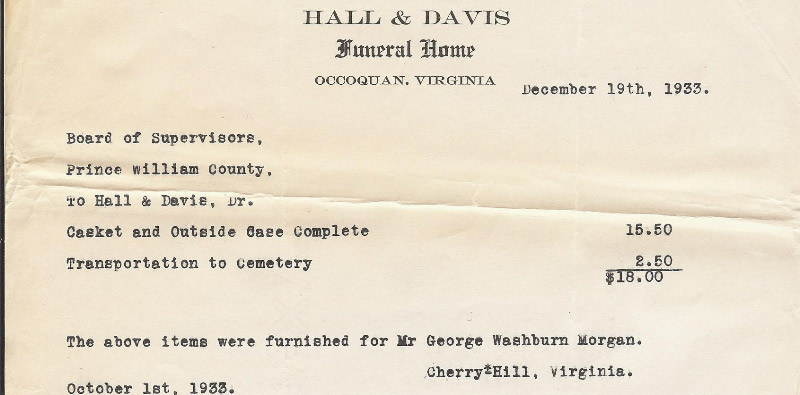 HALL & DAVIS
Funeral Home
OCCOQUAN, VIRGINIA
December 19th, 1933.
Board of Supervisors,
Prince William County,
To Hall & Davis, Dr.
Casket and Outside Case Complete 15.50
Transportation to Cemetery 2.50
$18.00
The above items were furnished for Mr George Washburn Morgan.
Cherry Hill, Virginia.
October 1st, 1933.